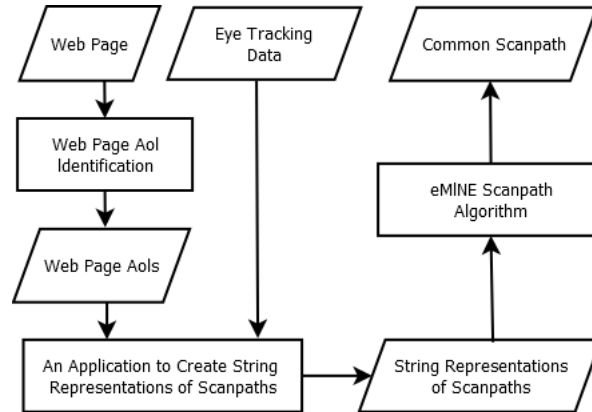 Web Page
Eye Tracking
Data
Common Scanpath
Web Page AoI
Identification
eMINE Scanpath
Algorithm
Web Page AoIs
An Application to Create String
Representations of Scanpaths
String Representations
of Scanpaths